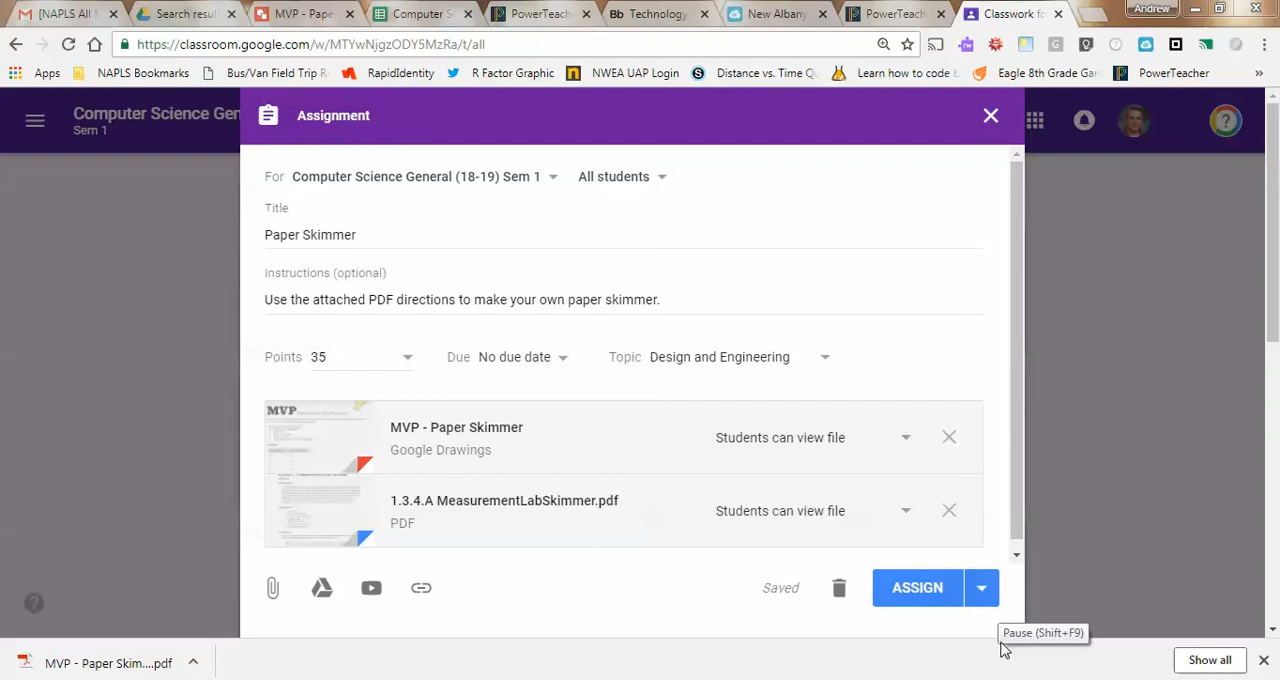 [NAPLS All M
Search resul
MVP - Pape
Computer S
PowerTeach
Bb Technology
New Albany
PowerTeach
Classwork fo
Andrew
https://classroom.google.com/w/MTYwNjgzODY5MzRa/t/all
Apps
NAPLS Bookmarks
Bus/Van Field Trip R
RapidIdentity
R Factor Graphic
NWEA UAP Login
Distance vs. Time Q
Learn how to code
Eagle 8th Grade Gar
PowerTeacher
»
Computer Science Gen
Sem 1
Assignment
For Computer Science General (18-19) Sem 1 All students
Title
Paper Skimmer
Instructions (optional)
Use the attached PDF directions to make your own paper skimmer.
Points 35 Due No due date Topic Design and Engineering
MVP
MVP - Paper Skimmer
Google Drawings
Students can view file
1.3.4.A MeasurementLabSkimmer.pdf
PDF
Students can view file
Saved
ASSIGN
Pause (Shift+F9)
MVP - Paper Skim....pdf
Show all